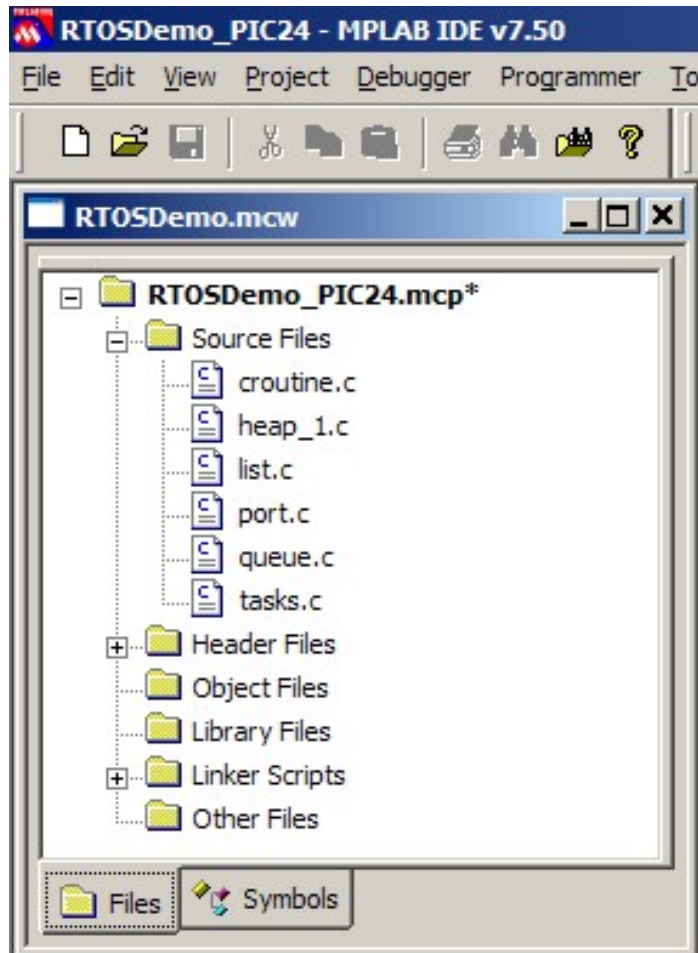 RTOSDemo_PIC24 - MPLAB IDE v7.50
File Edit View Project Debugger Programmer To
RTOSDemo.mcw
RTOSDemo_PIC24.mcp*
Source Files
croutine.c
heap_1.c
list.c
port.c
queue.c
tasks.c
Header Files
Object Files
Library Files
Linker Scripts
Other Files
Files Symbols